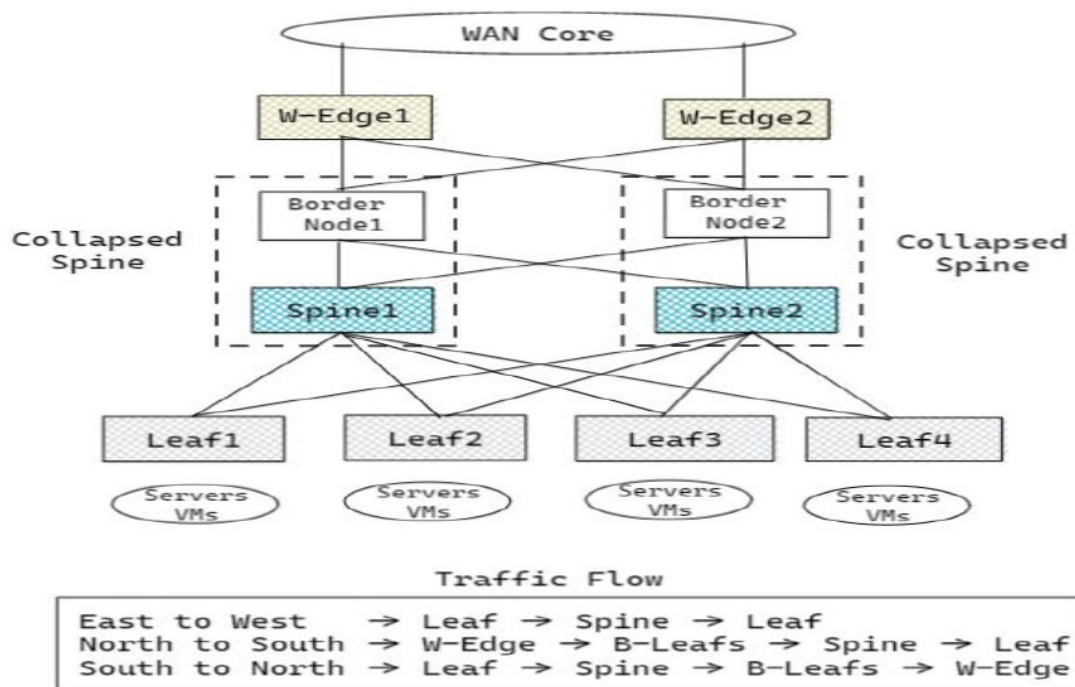 WAN Core
W-Edge1
W-Edge2
Border
Node1
Border
Node2
Collapsed
Spine
Collapsed
Spine
Spine1
Spine2
Leaf1
Leaf2
Leaf3
Leaf4
Servers
VMs
Servers
VMs
Servers
VMs
Servers
VMs
Traffic Flow
East to West → Leaf → Spine → Leaf
North to South → W-Edge → B-Leafs → Spine → Leaf
South to North → Leaf → Spine → B-Leafs → W-Edge